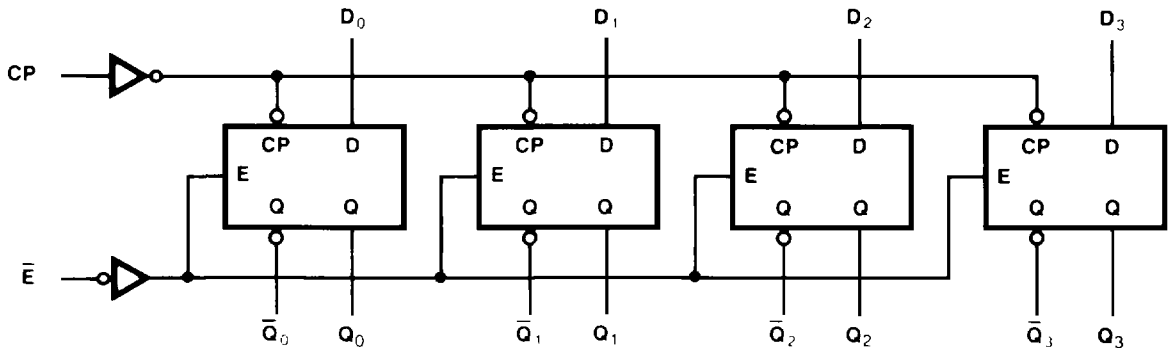 D0 D1 D2 D3
CP
CP D CP D CP D CP D
E E E E
Q Q Q Q Q Q Q Q
E̅
Q̅0 Q0 Q̅1 Q1 Q̅2 Q2 Q̅3 Q3